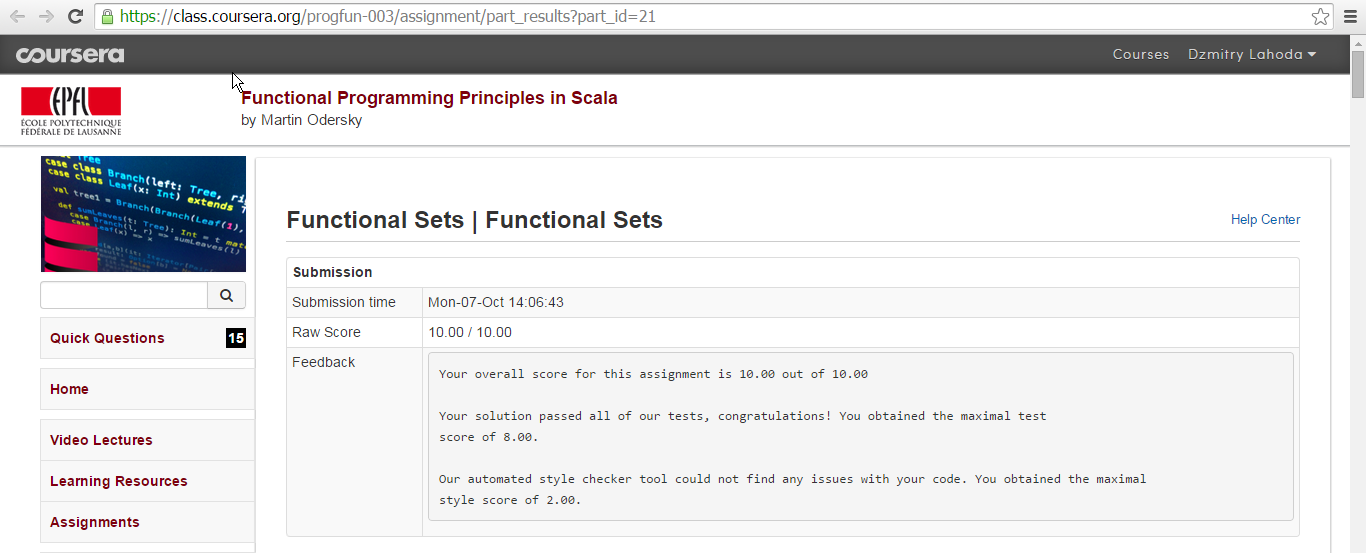 https://class.coursera.org/progfun-003/assignment/part_results?part_id=21
coursera
Courses Dzmitry Lahoda
EPFL
ÉCOLE POLYTECHNIQUE
FÉDÉRALE DE LAUSANNE
Functional Programming Principles in Scala
by Martin Odersky
case class Branch(left: Tree,
case class Leaf(x: Int) extends
val tree1 = Branch(Branch(Leaf(1),
def sumLeaves(t: Tree): Int = t
case Branch(l, r) => sumLeaves(l)
case Leaf(x) => x
Quick Questions 15
Home
Video Lectures
Learning Resources
Assignments
Functional Sets | Functional Sets
Help Center
Submission
Submission time Mon-07-Oct 14:06:43
Raw Score 10.00 / 10.00
Feedback
Your overall score for this assignment is 10.00 out of 10.00
Your solution passed all of our tests, congratulations! You obtained the maximal test
score of 8.00.
Our automated style checker tool could not find any issues with your code. You obtained the maximal
style score of 2.00.